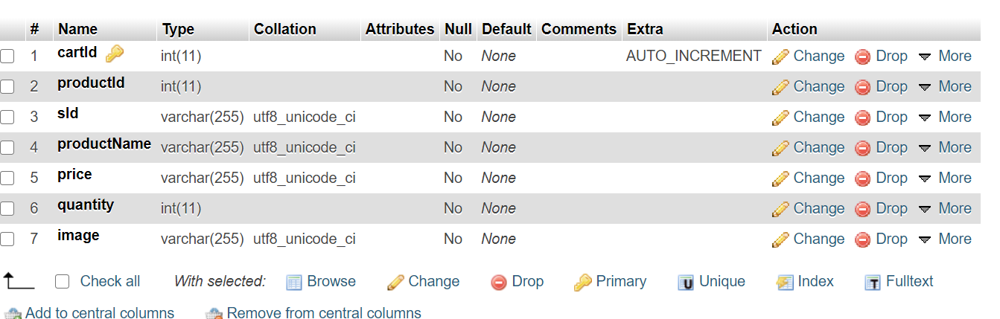 # Name Type Collation Attributes Null Default Comments Extra Action
1 cartId int(11) No None AUTO_INCREMENT Change Drop More
2 productId int(11) No None Change Drop More
3 sId varchar(255) utf8_unicode_ci No None Change Drop More
4 productName varchar(255) utf8_unicode_ci No None Change Drop More
5 price varchar(255) utf8_unicode_ci No None Change Drop More
6 quantity int(11) No None Change Drop More
7 image varchar(255) utf8_unicode_ci No None Change Drop More
Check all With selected: Browse Change Drop Primary Unique Index Fulltext
Add to central columns Remove from central columns